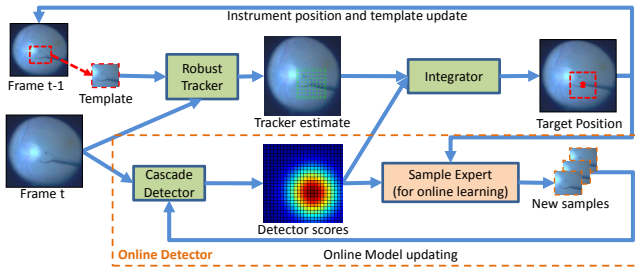 Instrument position and template update
Frame t-1
Template
Robust
Tracker
Tracker estimate
Integrator
Target Position
Frame t
Cascade
Detector
Detector scores
Sample Expert
(for online learning)
New samples
Online Detector
Online Model updating